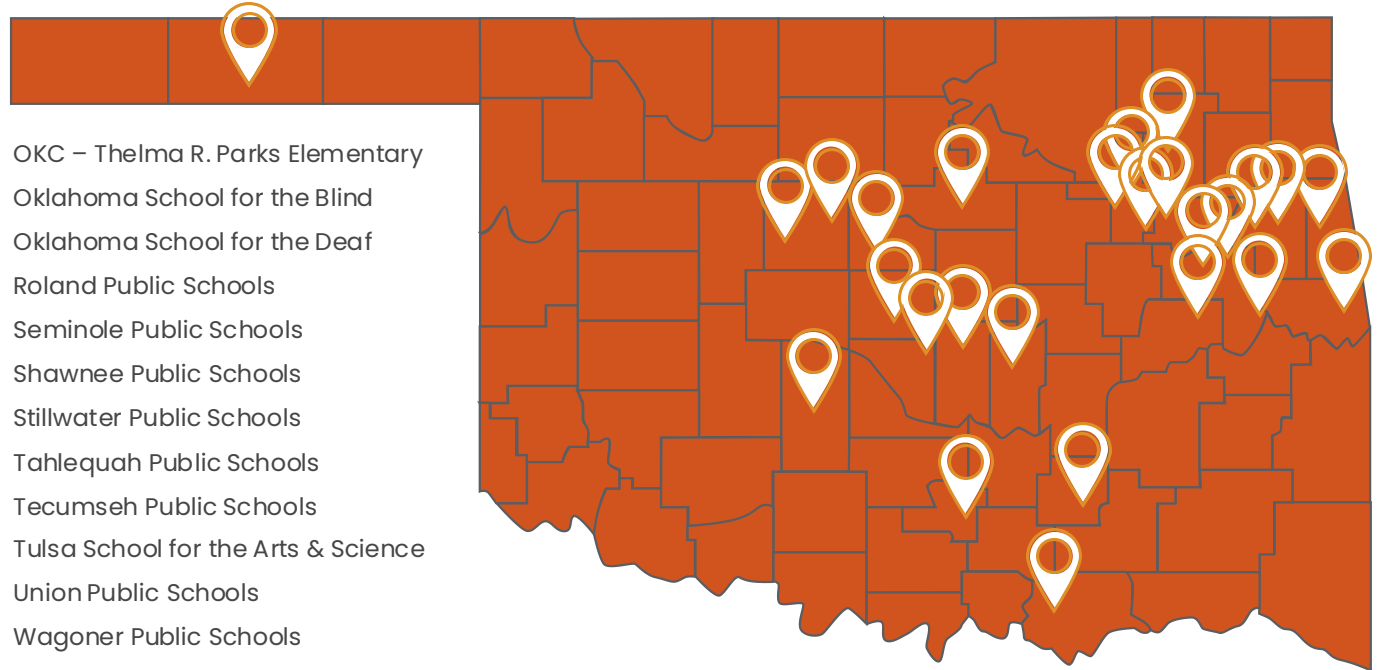 OKC – Thelma R. Parks Elementary
Oklahoma School for the Blind
Oklahoma School for the Deaf
Roland Public Schools
Seminole Public Schools
Shawnee Public Schools
Stillwater Public Schools
Tahlequah Public Schools
Tecumseh Public Schools
Tulsa School for the Arts & Science
Union Public Schools
Wagoner Public Schools